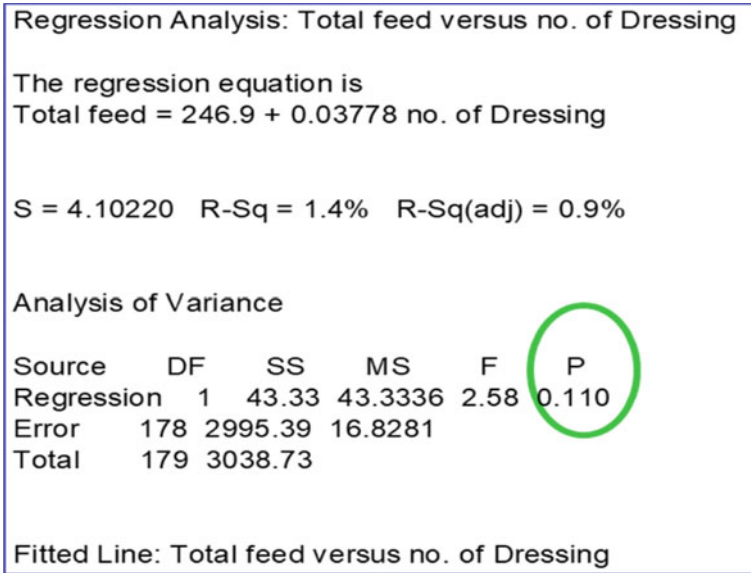 Regression Analysis: Total feed versus no. of Dressing
The regression equation is
Total feed = 246.9 + 0.03778 no. of Dressing
S = 4.10220 R-Sq = 1.4% R-Sq(adj) = 0.9%
Analysis of Variance
Source DF SS MS F P
Regression 1 43.33 43.3336 2.58 0.110
Error 178 2995.39 16.8281
Total 179 3038.73
Fitted Line: Total feed versus no. of Dressing